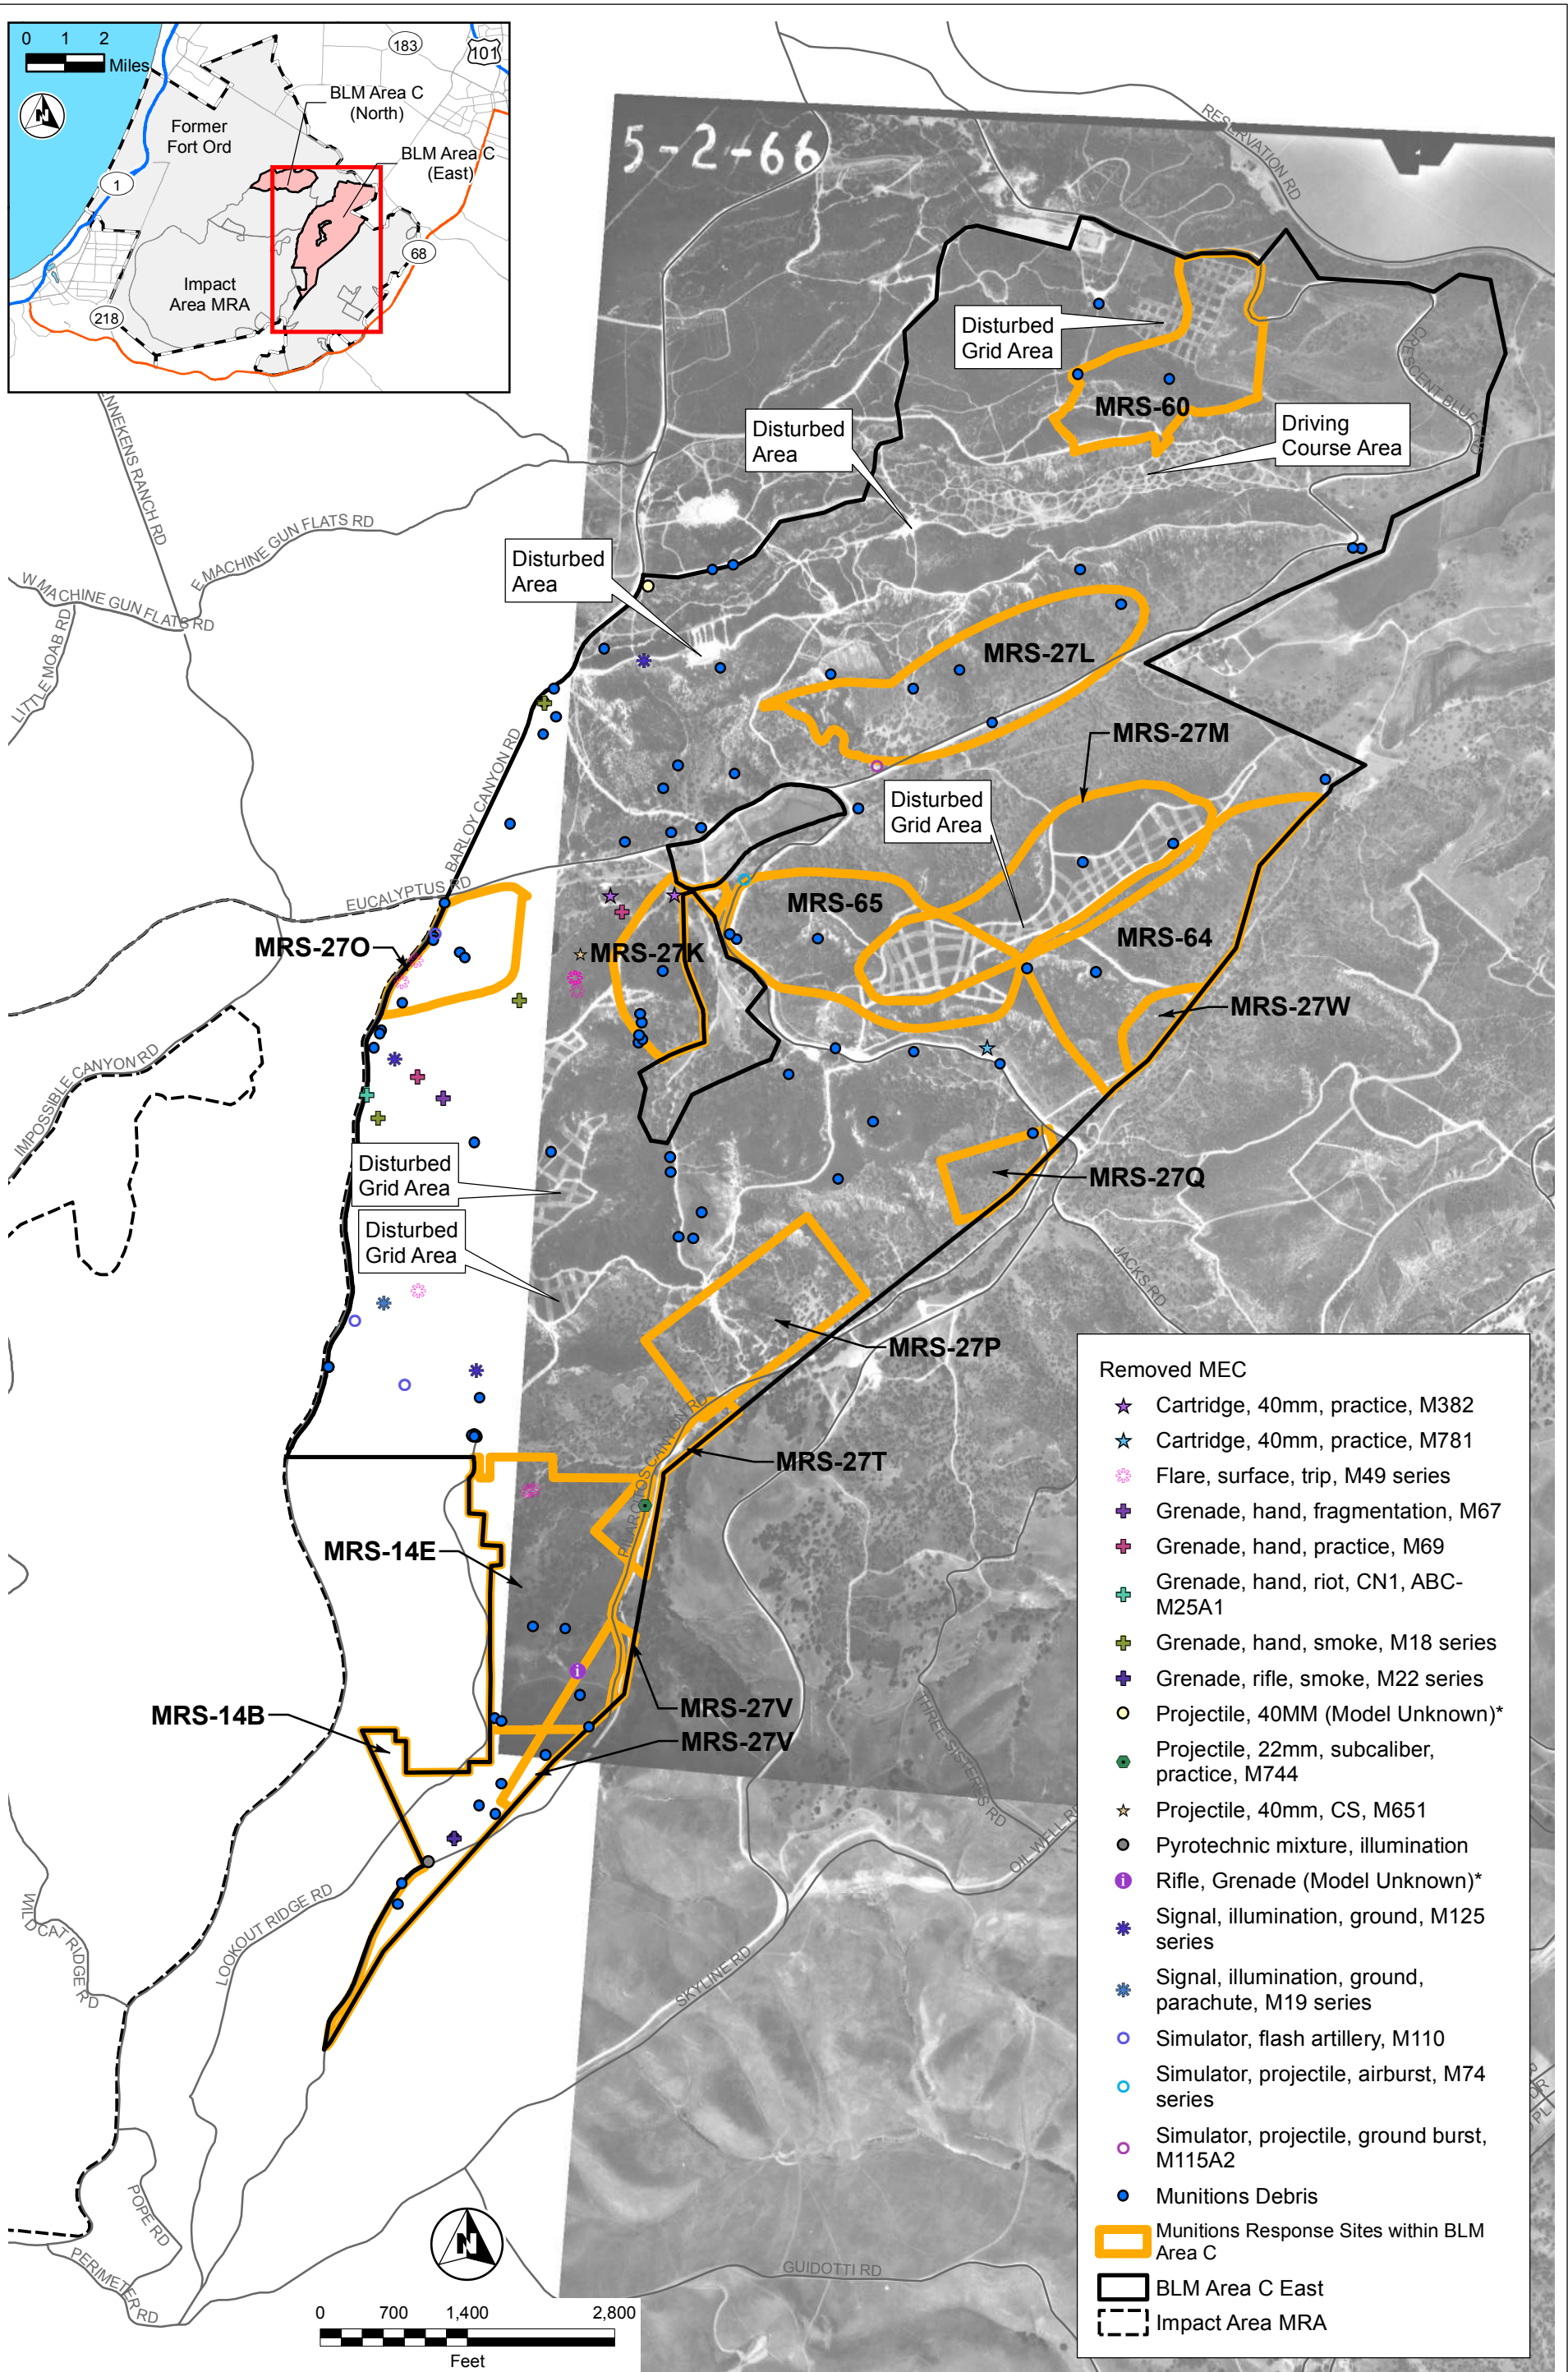 0 1 2
Miles
N
183
101
BLM Area C
(North)
Former
Fort Ord
BLM Area C
(East)
1
68
Impact
Area MRA
218
5-2-66
RESERVATION RD
Disturbed
Grid Area
CRESCENT BLUFF RD
MRS-60
Driving
Course Area
Disturbed
Area
ENNEKENS RANCH RD
E MACHINE GUN FLATS RD
W MACHINE GUN FLATS RD
LITTLE MOAB RD
Disturbed
Area
MRS-27L
MRS-27M
BARLOY CANYON RD
Disturbed
Grid Area
EUCALYPTUS RD
MRS-65
MRS-27O
MRS-27K
MRS-64
MRS-27W
IMPOSSIBLE CANYON RD
Disturbed
Grid Area
MRS-27Q
Disturbed
Grid Area
JACKS RD
MRS-27P
PILARCITOS CANYON RD
MRS-27T
MRS-14E
MRS-14B
MRS-27V
MRS-27V
THREE SISTERS RD
OIL WELL R
WILDCAT RIDGE RD
LOOKOUT RIDGE RD
SKYLINE RD
POPE RD
PERIMETER RD
GUIDOTTI RD
N
0 700 1,400 2,800
Feet
Removed MEC
Cartridge, 40mm, practice, M382
Cartridge, 40mm, practice, M781
Flare, surface, trip, M49 series
Grenade, hand, fragmentation, M67
Grenade, hand, practice, M69
Grenade, hand, riot, CN1, ABC-
M25A1
Grenade, hand, smoke, M18 series
Grenade, rifle, smoke, M22 series
Projectile, 40MM (Model Unknown)*
Projectile, 22mm, subcaliber,
practice, M744
Projectile, 40mm, CS, M651
Pyrotechnic mixture, illumination
i Rifle, Grenade (Model Unknown)*
Signal, illumination, ground, M125
series
Signal, illumination, ground,
parachute, M19 series
Simulator, flash artillery, M110
Simulator, projectile, airburst, M74
series
Simulator, projectile, ground burst,
M115A2
Munitions Debris
Munitions Response Sites within BLM
Area C
BLM Area C East
Impact Area MRA